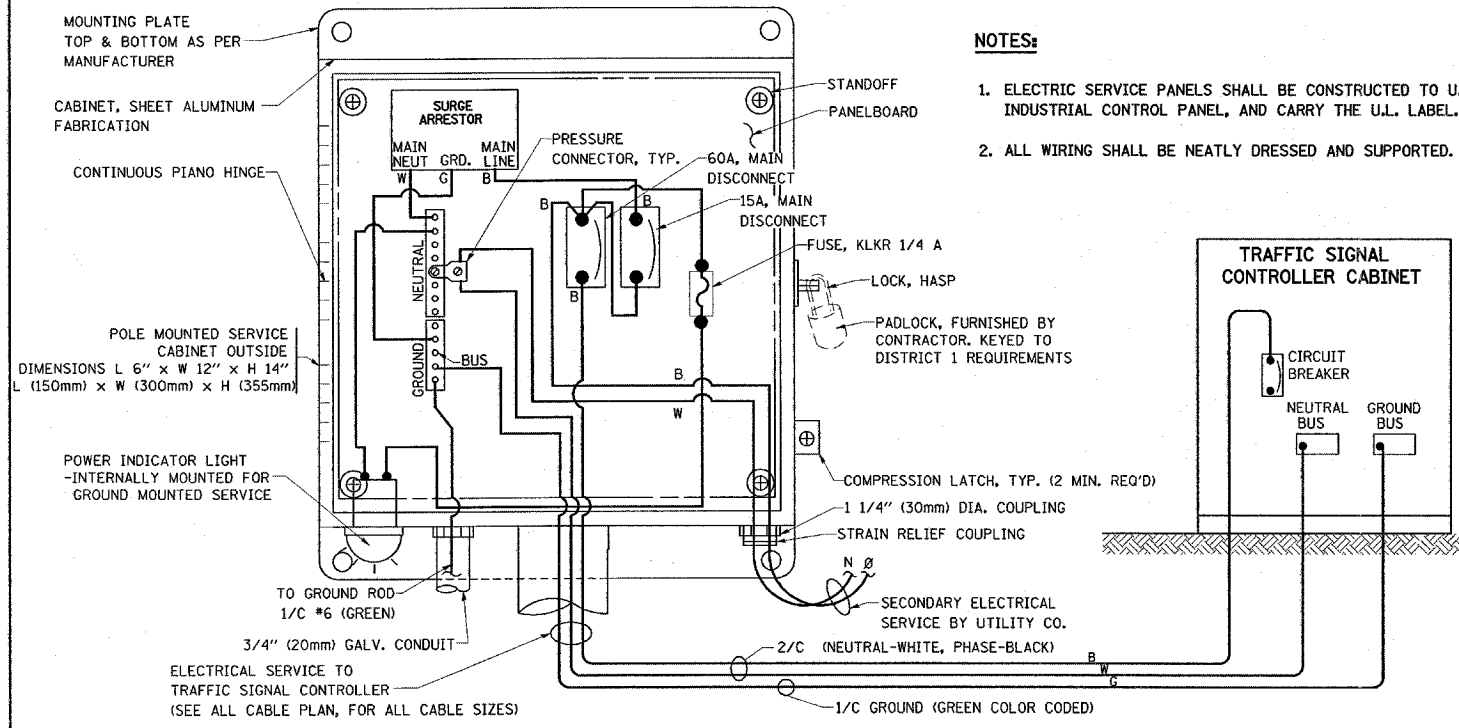 MOUNTING PLATE
TOP & BOTTOM AS PER
MANUFACTURER
CABINET, SHEET ALUMINUM
FABRICATION
CONTINUOUS PIANO HINGE
POLE MOUNTED SERVICE
CABINET OUTSIDE
DIMENSIONS L 6" x W 12" x H 14"
L (150mm) x W (300mm) x H (355mm)
POWER INDICATOR LIGHT
-INTERNALLY MOUNTED FOR
GROUND MOUNTED SERVICE
SURGE
ARRESTOR
MAIN
NEUT
GRD.
MAIN
LINE
W
G
B
PRESSURE
CONNECTOR, TYP.
60A, MAIN
DISCONNECT
15A, MAIN
DISCONNECT
B
B
B
NEUTRAL
GROUND
BUS
B
W
STANDOFF
PANELBOARD
FUSE, KLKR 1/4 A
LOCK, HASP
PADLOCK, FURNISHED BY
CONTRACTOR. KEYED TO
DISTRICT 1 REQUIREMENTS
COMPRESSION LATCH, TYP. (2 MIN. REQ'D)
1 1/4" (30mm) DIA. COUPLING
STRAIN RELIEF COUPLING
N Ø
SECONDARY ELECTRICAL
SERVICE BY UTILITY CO.
TO GROUND ROD
1/C #6 (GREEN)
3/4" (20mm) GALV. CONDUIT
ELECTRICAL SERVICE TO
TRAFFIC SIGNAL CONTROLLER
(SEE ALL CABLE PLAN, FOR ALL CABLE SIZES)
2/C (NEUTRAL-WHITE, PHASE-BLACK)
B
W
G
1/C GROUND (GREEN COLOR CODED)
NOTES:
1. ELECTRIC SERVICE PANELS SHALL BE CONSTRUCTED TO U.
INDUSTRIAL CONTROL PANEL, AND CARRY THE U.L. LABEL.
2. ALL WIRING SHALL BE NEATLY DRESSED AND SUPPORTED.
TRAFFIC SIGNAL
CONTROLLER CABINET
CIRCUIT
BREAKER
NEUTRAL
BUS
GROUND
BUS